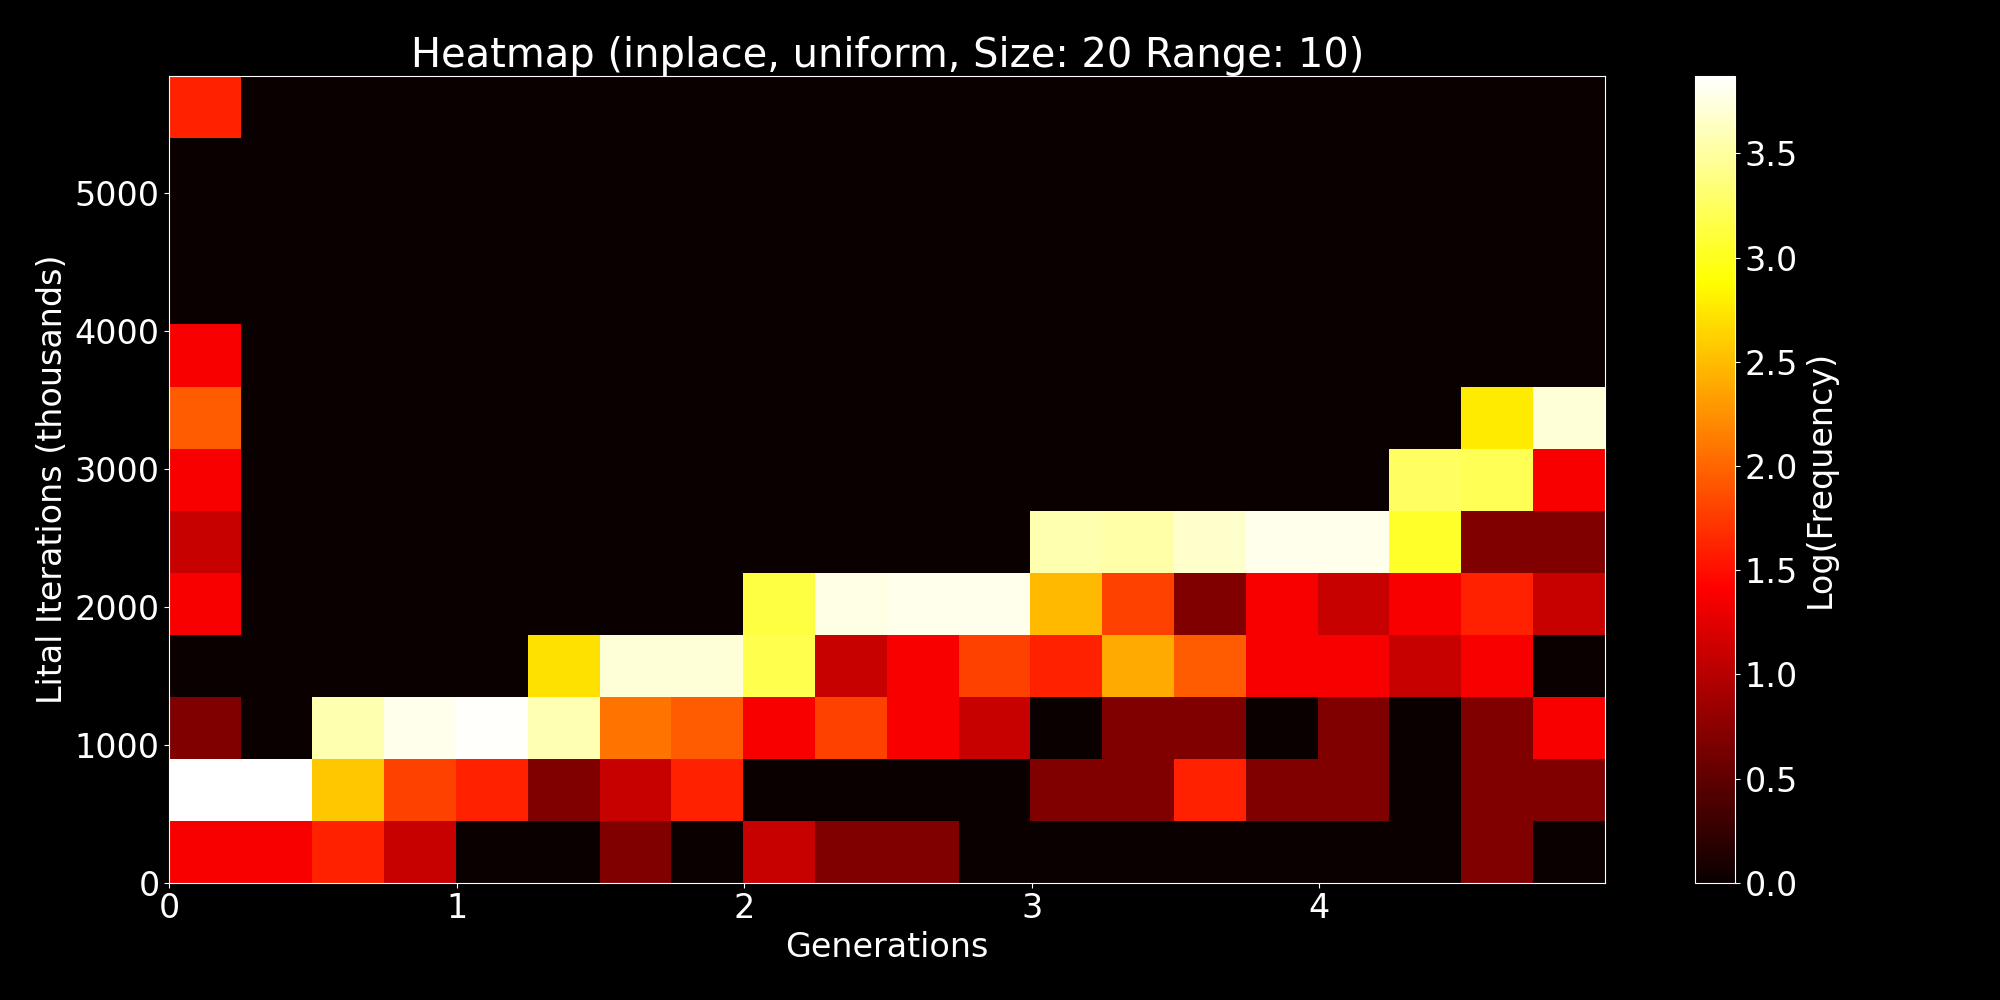 Heatmap (inplace, uniform, Size: 20 Range: 10)
Lital Iterations (thousands)
5000
4000
3000
2000
1000
0
0 1 2 3 4
Generations
3.5
3.0
2.5
2.0
1.5
1.0
0.5
0.0
Log(Frequency)